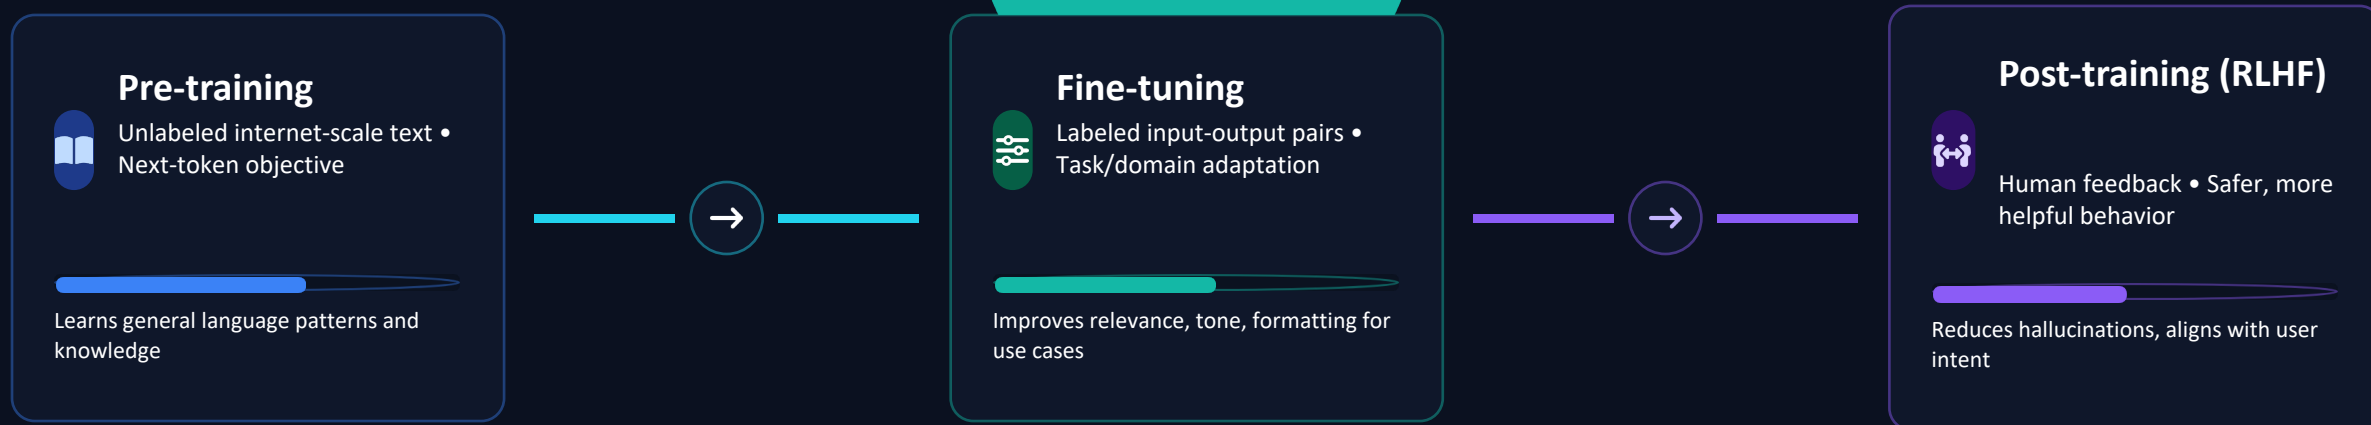 Pre-training
Unlabeled internet-scale text •
Next-token objective
Learns general language patterns and
knowledge
Fine-tuning
Labeled input-output pairs •
Task/domain adaptation
Improves relevance, tone, formatting for
use cases
Post-training (RLHF)
Human feedback • Safer, more
helpful behavior
Reduces hallucinations, aligns with user
intent